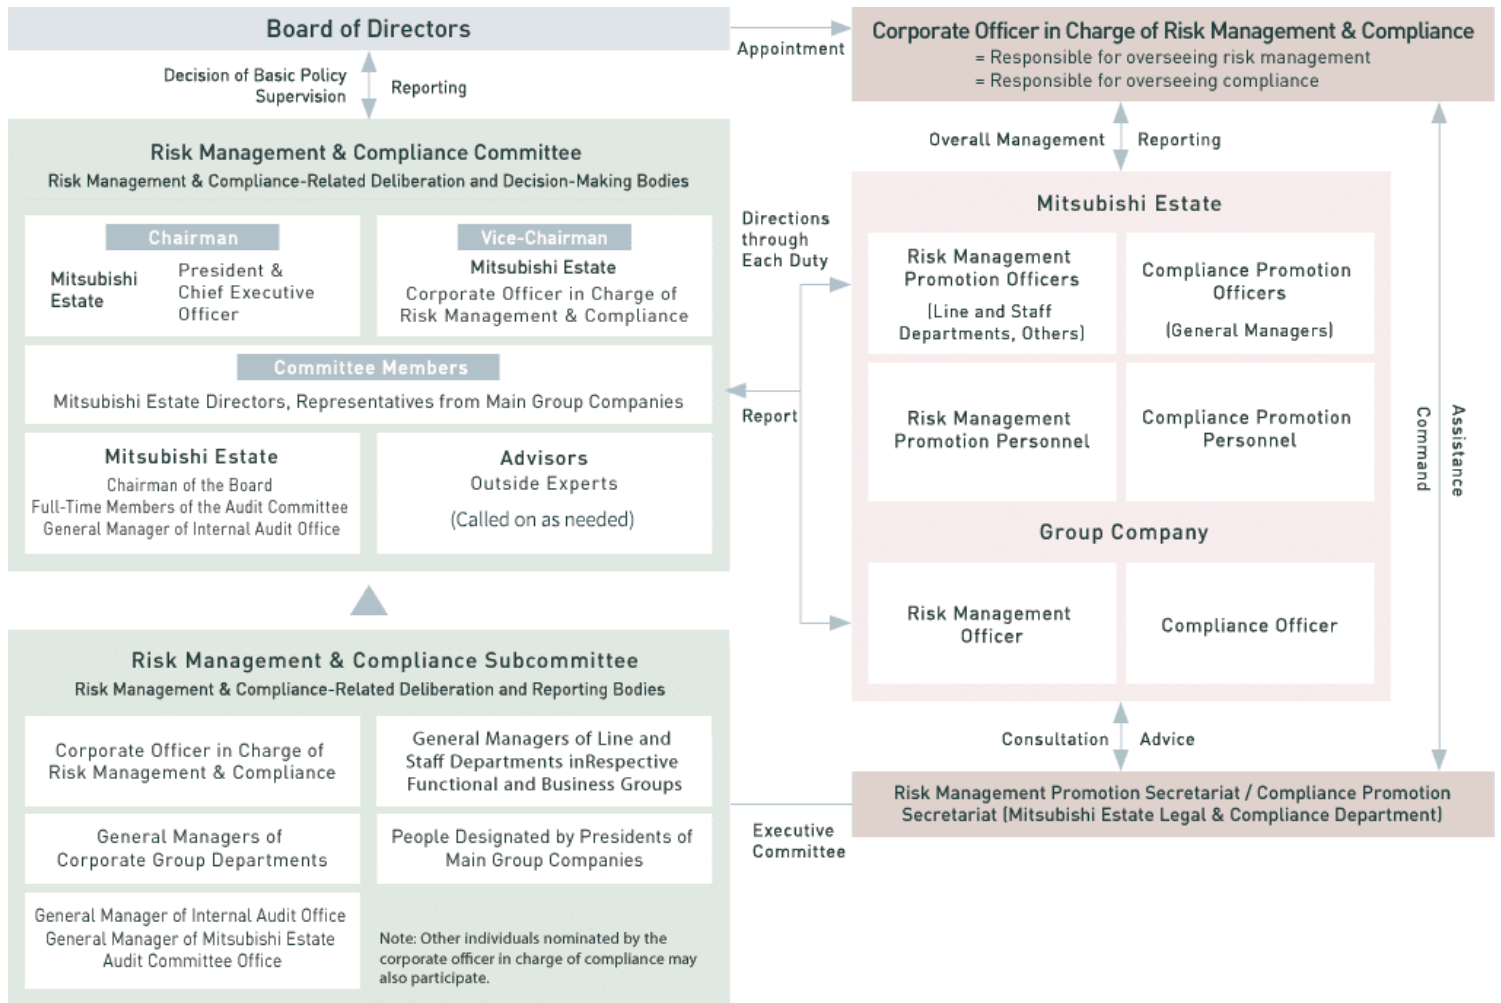 Board of Directors
Appointment
Corporate Officer in Charge of Risk Management & Compliance
= Responsible for overseeing risk management
= Responsible for overseeing compliance
Decision of Basic Policy
Supervision
Reporting
Overall Management
Reporting
Risk Management & Compliance Committee
Risk Management & Compliance-Related Deliberation and Decision-Making Bodies
Chairman
Mitsubishi
Estate
President &
Chief Executive
Officer
Vice-Chairman
Mitsubishi Estate
Corporate Officer in Charge of
Risk Management & Compliance
Committee Members
Mitsubishi Estate Directors, Representatives from Main Group Companies
Mitsubishi Estate
Chairman of the Board
Full-Time Members of the Audit Committee
General Manager of Internal Audit Office
Advisors
Outside Experts
(Called on as needed)
Directions
through
Each Duty
Report
Mitsubishi Estate
Risk Management
Promotion Officers
(Line and Staff
Departments, Others)
Compliance Promotion
Officers
(General Managers)
Risk Management
Promotion Personnel
Compliance Promotion
Personnel
Group Company
Risk Management
Officer
Compliance Officer
Command
Assistance
Consultation
Advice
Risk Management & Compliance Subcommittee
Risk Management & Compliance-Related Deliberation and Reporting Bodies
Corporate Officer in Charge of
Risk Management & Compliance
General Managers of Line and
Staff Departments inRespective
Functional and Business Groups
General Managers of
Corporate Group Departments
People Designated by Presidents of
Main Group Companies
General Manager of Internal Audit Office
General Manager of Mitsubishi Estate
Audit Committee Office
Note: Other individuals nominated by the
corporate officer in charge of compliance may
also participate.
Executive
Committee
Risk Management Promotion Secretariat / Compliance Promotion
Secretariat (Mitsubishi Estate Legal & Compliance Department)